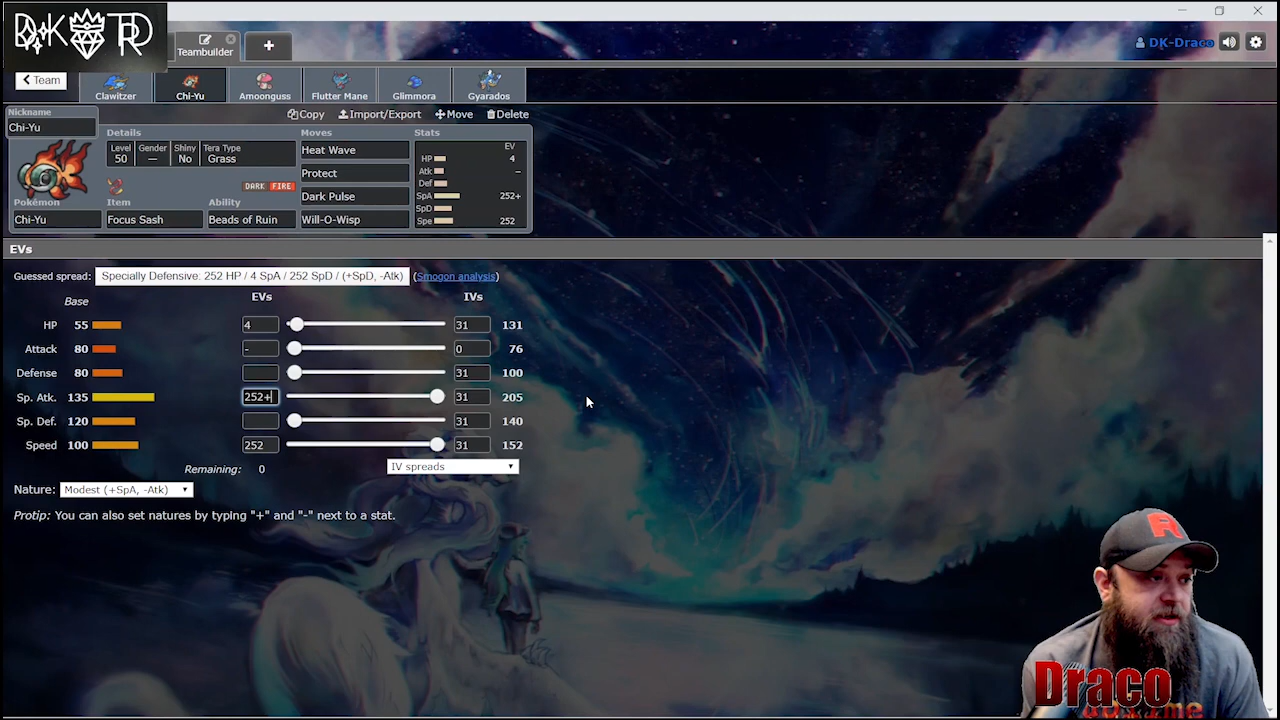 DK TR
Teambuilder
+
DK-Draco
< Team
Clawitzer
Chi-Yu
Amoonguss
Flutter Mane
Glimmora
Gyarados
Copy Import/Export Move Delete
Nickname
Chi-Yu
Details
Level
50
Gender
—
Shiny
No
Tera Type
Grass
DARK FIRE
Pokémon
Chi-Yu
Item
Focus Sash
Ability
Beads of Ruin
Moves
Heat Wave
Protect
Dark Pulse
Will-O-Wisp
Stats
EV
HP 4
Atk -
Def
SpA 252+
SpD
Spe 252
EVs
Guessed spread: Specially Defensive: 252 HP / 4 SpA / 252 SpD / (+SpD, -Atk) (Smogon analysis)
Base EVs IVs
HP 55 4 31 131
Attack 80 - 0 76
Defense 80 31 100
Sp. Atk. 135 252+ 31 205
Sp. Def. 120 31 140
Speed 100 252 31 152
Remaining: 0
IV spreads
Nature: Modest (+SpA, -Atk)
Protip: You can also set natures by typing "+" and "-" next to a stat.
R
Draco